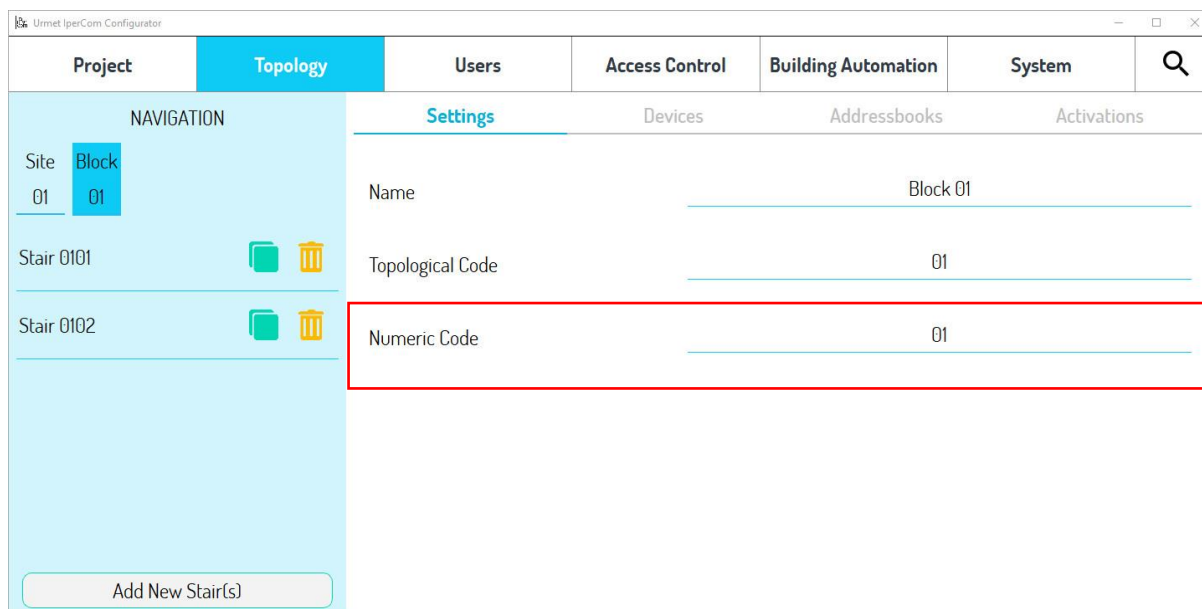 Urmet IperCom Configurator
Project Topology Users Access Control Building Automation System
NAVIGATION
Site Block
01 01
Stair 0101
Stair 0102
Add New Stair(s)
Settings Devices Addressbooks Activations
Name Block 01
Topological Code 01
Numeric Code 01